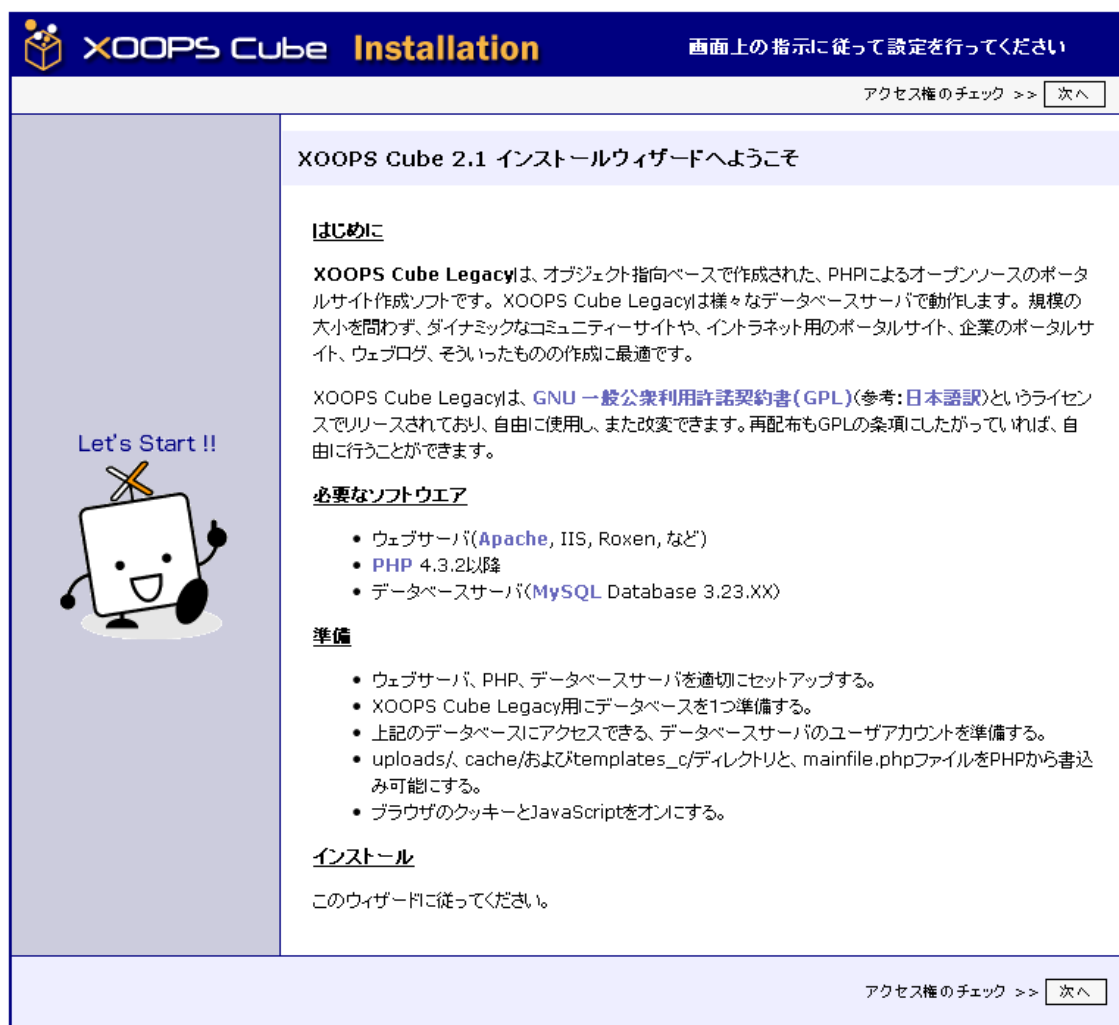 XOOPS Cube Installation 画面上の指示に従って設定を行ってください
アクセス権のチェック >> 次へ
XOOPS Cube 2.1 インストールウィザードへようこそ
はじめに
XOOPS Cube Legacyは、オブジェクト指向ベースで作成された、PHPによるオープンソースのポータ
ルサイト作成ソフトです。XOOPS Cube Legacyは様々なデータベースサーバで動作します。規模の
大小を問わず、ダイナミックなコミュニティーサイトや、イントラネット用のポータルサイト、企業のポータルサ
イト、ウェブログ、そういったものの作成に最適です。
XOOPS Cube Legacyは、GNU 一般公衆利用許諾契約書(GPL)(参考:日本語訳)というライセン
スでリリースされており、自由に使用し、また改変できます。再配布もGPLの条項にしたがっていれば、自
由に行うことができます。
Let's Start !!
必要なソフトウエア
• ウェブサーバ(Apache, IIS, Roxen, など)
• PHP 4.3.2以降
• データベースサーバ(MySQL Database 3.23.XX)
準備
• ウェブサーバ、PHP、データベースサーバを適切にセットアップする。
• XOOPS Cube Legacy用にデータベースを1つ準備する。
• 上記のデータベースにアクセスできる、データベースサーバのユーザアカウントを準備する。
• uploads/、cache/およびtemplates_c/ディレクトリと、mainfile.phpファイルをPHPから書込
み可能にする。
• ブラウザのクッキーとJavaScriptをオンにする。
インストール
このウィザードに従ってください。
アクセス権のチェック >> 次へ